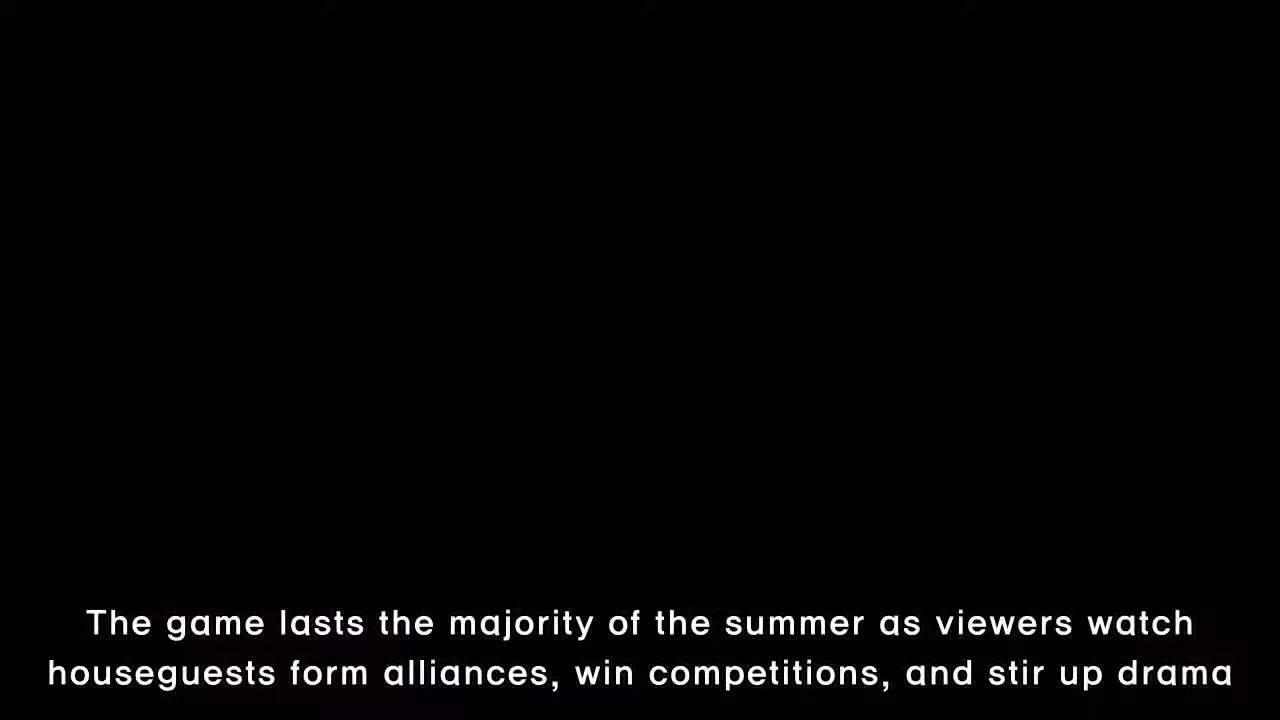 The game lasts the majority of the summer as viewers watch
houseguests form alliances, win competitions, and stir up drama